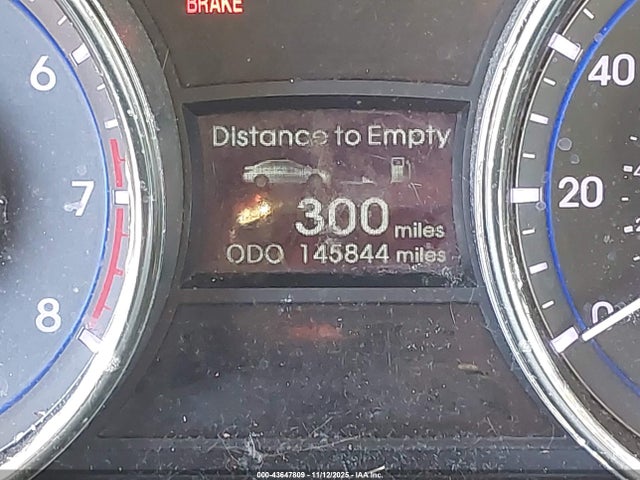 BRAKE
6
7
8
Distance to Empty
300 miles
ODO 145844 miles
40
20
0
000-43647809 - 11/12/2025 - IAA Inc.